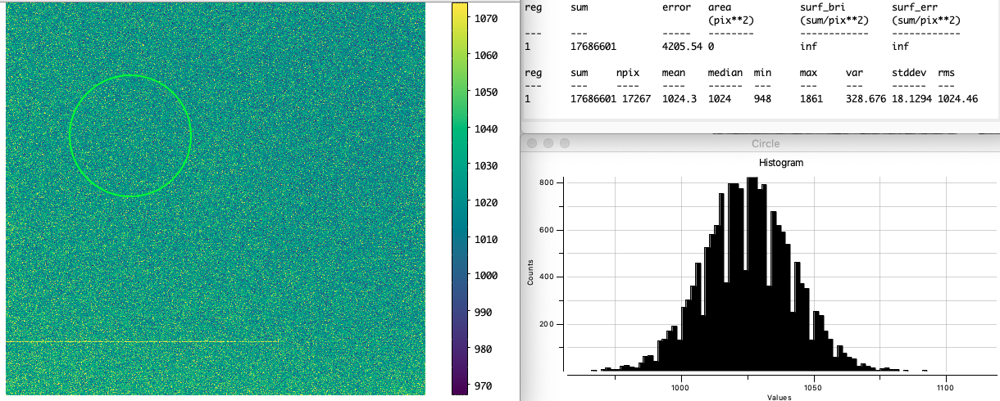 1070
1060
1050
1040
1030
1020
1010
1000
990
980
970
reg sum error area surf_bri surf_err
(pix**2) (sum/pix**2) (sum/pix**2)
--- --- ----- -------- ------------ ------------
1 17686601 4205.54 0 inf inf
reg sum npix mean median min max var stddev rms
--- --- ---- ---- ------ --- --- --- ------ ---
1 17686601 17267 1024.3 1024 948 1861 328.676 18.1294 1024.46
Circle
Histogram
800
600
400
200
Counts
1000 1050 1100
Values